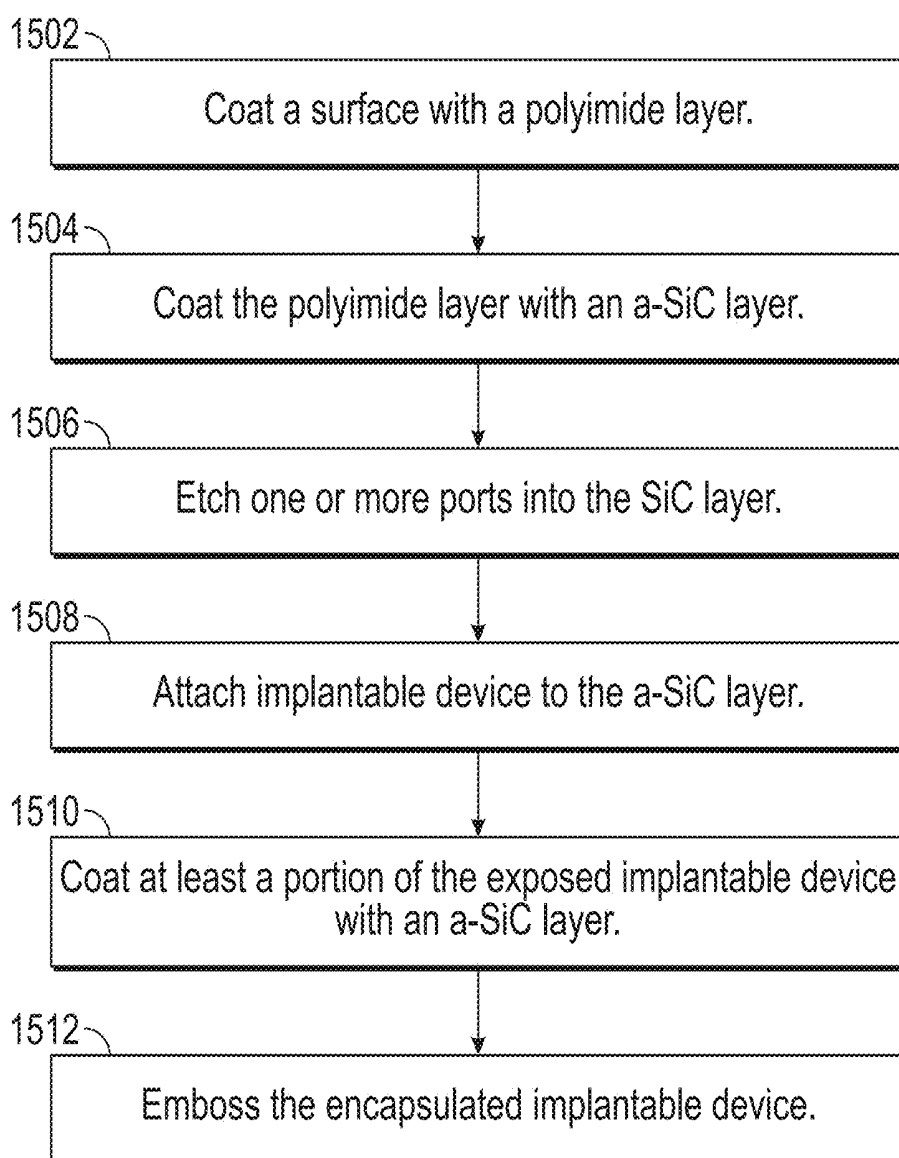 1502
Coat a surface with a polyimide layer.
1504
Coat the polyimide layer with an a-SiC layer.
1506
Etch one or more ports into the SiC layer.
1508
Attach implantable device to the a-SiC layer.
1510
Coat at least a portion of the exposed implantable device
with an a-SiC layer.
1512
Emboss the encapsulated implantable device.